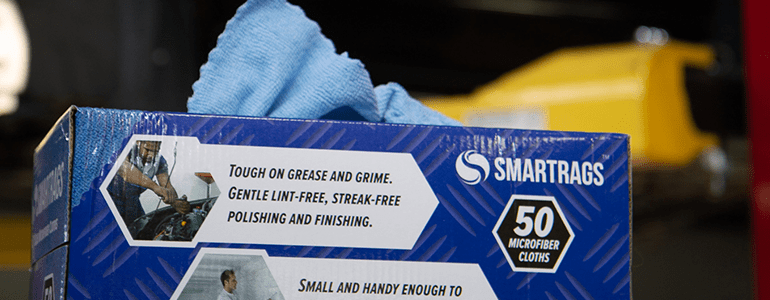 SMARTRAGS
TOUGH ON GREASE AND GRIME.
GENTLE LINT-FREE, STREAK-FREE
POLISHING AND FINISHING.
SMARTRAGS™
50
MICROFIBER
CLOTHS
SMALL AND HANDY ENOUGH TO